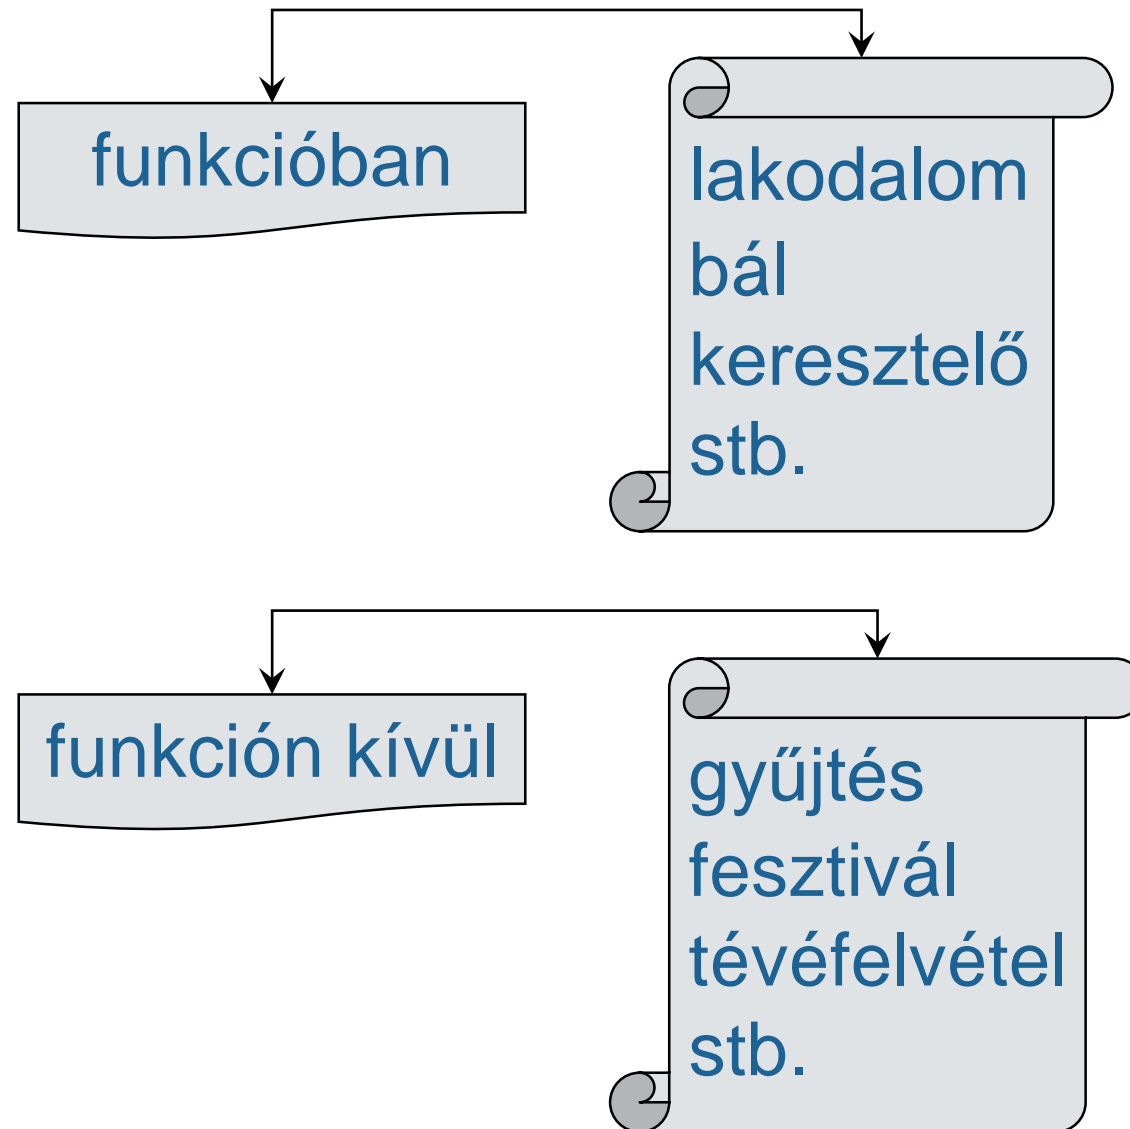 funkcióban
lakodalom
bál
keresztelő
stb.
funkción kívül
gyűjtés
fesztivál
tévéfelvétel
stb.